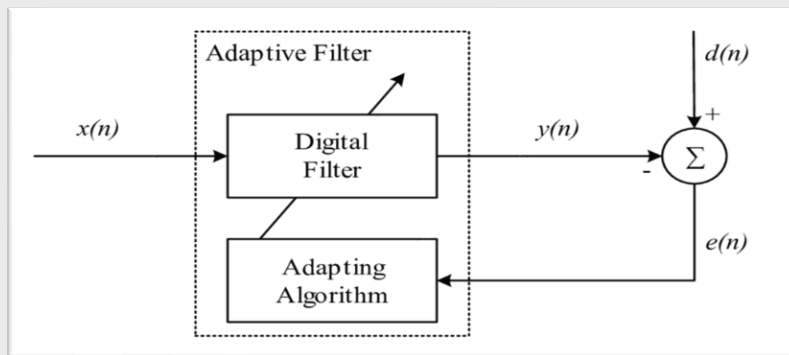 Adaptive Filter
d(n)
x(n)
y(n)
+
Digital
Filter
Σ
-
e(n)
Adapting
Algorithm